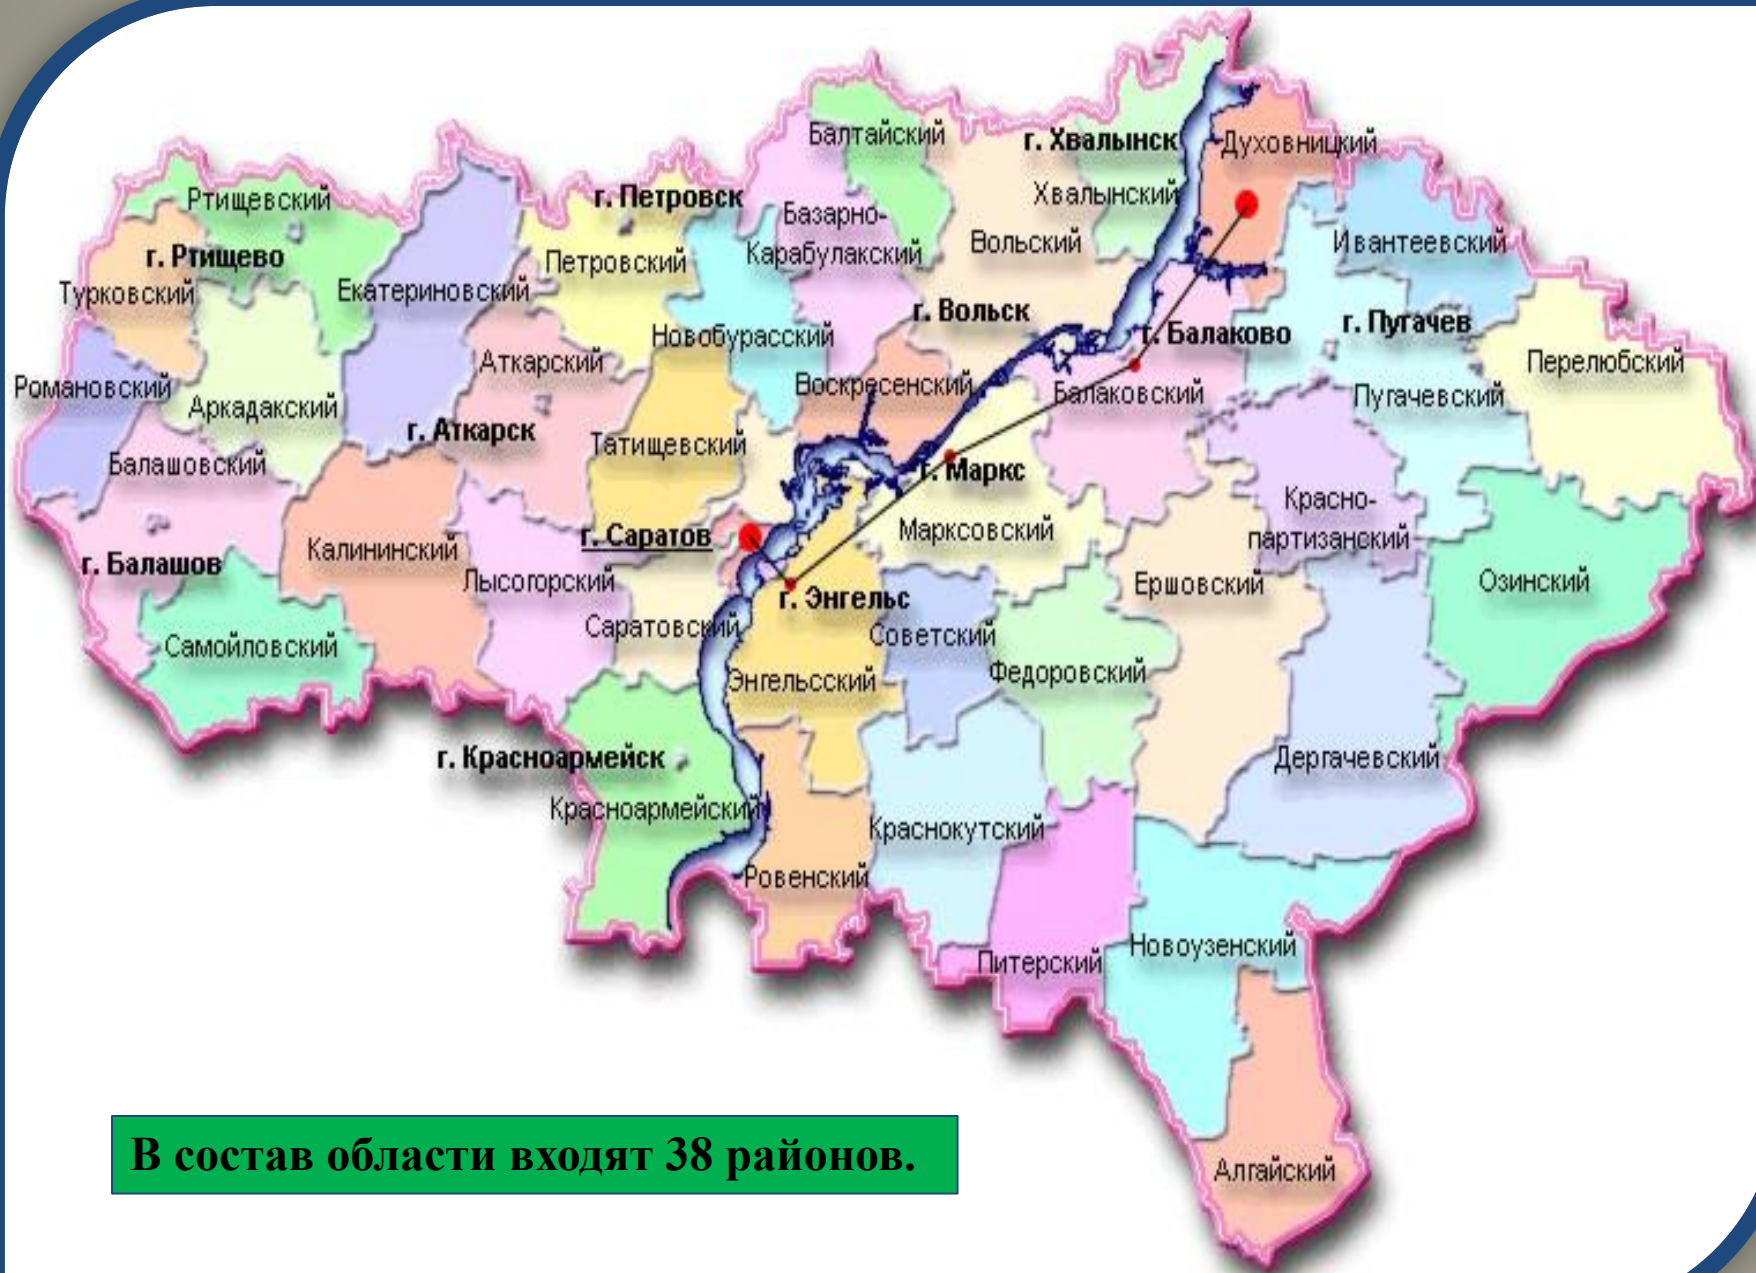 Балтайский
г. Хвалынск
Духовницкий
Ртищевский
г. Петровск
Хвалынский
Базарно-
Карабулакский
Вольский
Ивантеевский
г. Ртищево
Петровский
Турковский
Екатериновский
г. Вольск
г. Балаково
г. Пугачев
Новобурасский
Аткарский
Перелюбский
Романовский
Воскресенский
Балаковский
Пугачевский
Аркадакский
г. Аткарск
Татищевский
Балашовский
г. Маркс
Красно-
партизанский
Марксовский
г. Саратов
Калининский
г. Балашов
Лысогорский
Ершовский
Озинский
г. Энгельс
Саратовский
Советский
Самойловский
Федоровский
Энгельсский
г. Красноармейск
Дергачевский
Красноармейский
Краснокутский
Ровенский
Новоузенский
Питерский
В состав области входят 38 районов.
Алгайский